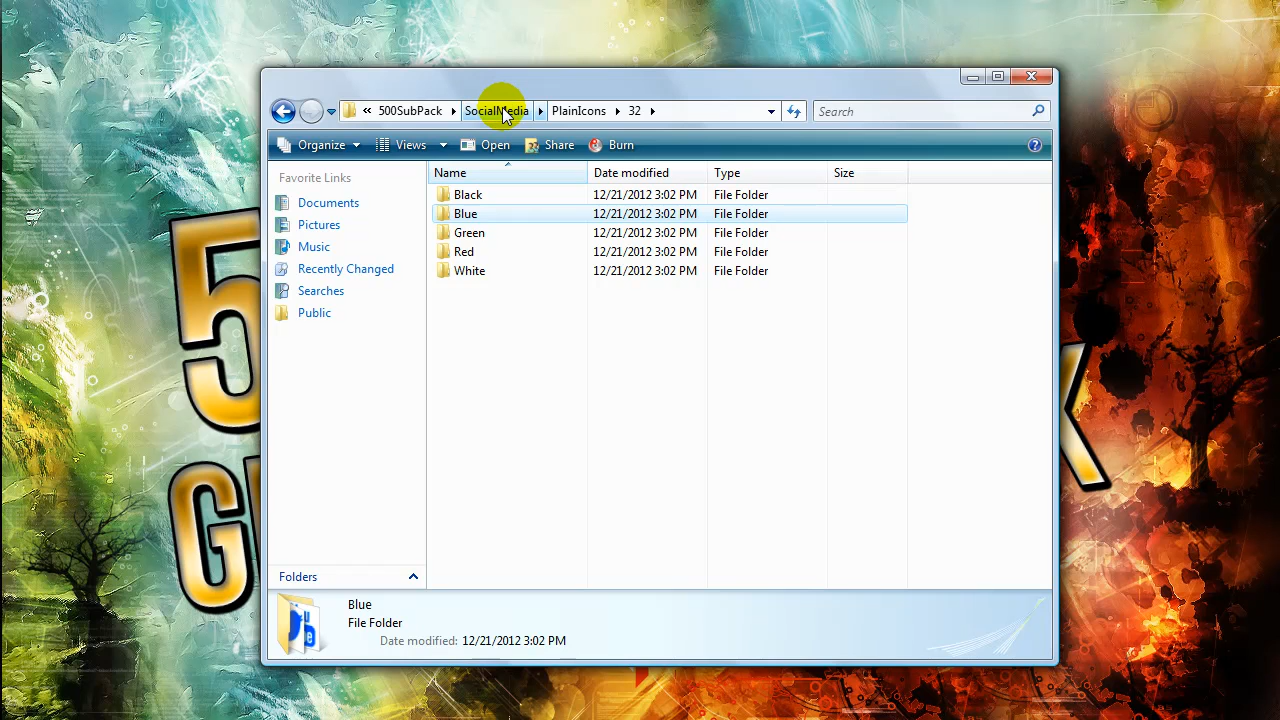 « 500SubPack SocialMedia PlainIcons 32
Search
Organize Views Open Share Burn ?
Favorite Links
Documents
Pictures
Music
Recently Changed
Searches
Public
Folders
Name Date modified Type Size
Black 12/21/2012 3:02 PM File Folder
Blue 12/21/2012 3:02 PM File Folder
Green 12/21/2012 3:02 PM File Folder
Red 12/21/2012 3:02 PM File Folder
White 12/21/2012 3:02 PM File Folder
Blue
File Folder
Date modified: 12/21/2012 3:02 PM
5
G
K